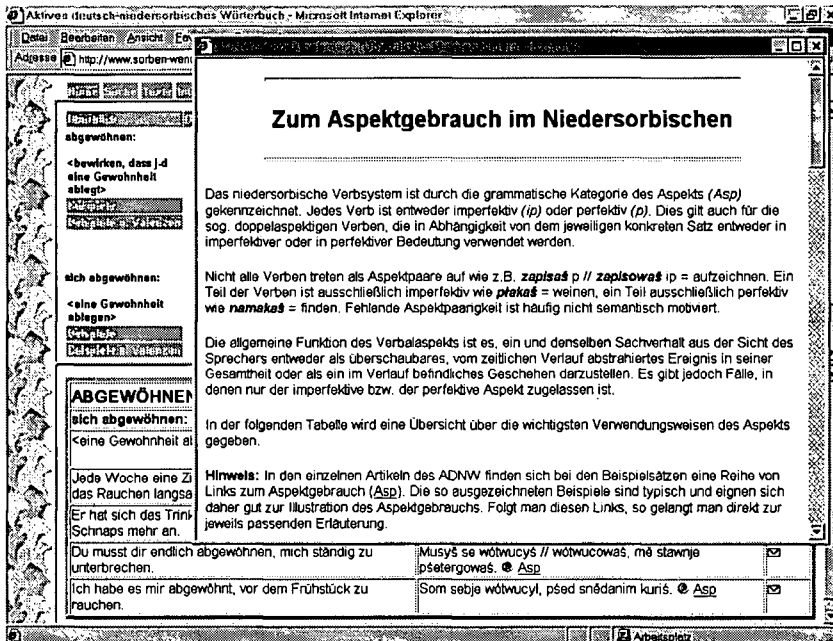 Aktives deutsch-niedersorbisches Wörterbuch - Microsoft Internet Explorer
Datei Bearbeiten Ansicht
Adresse http://www.sorben-wen
abgewöhnen:
<bewirken, dass j-d
eine Gewohnheit
ablegt>
sich abgewöhnen:
<eine Gewohnheit
ablegen>
ABGEWÖHNEN
sich abgewöhnen:
<eine Gewohnheit al
Jede Woche eine Zi
das Rauchen langsa
Er hat sich das Trink
Schnaps mehr an.
Du musst dir endlich abgewöhnen, mich ständig zu
unterbrechen.
Musyš se wótwucyś // wótwucowaś, mě stawnje
pśetergowaś. Asp
Ich habe es mir abgewöhnt, vor dem Frühstück zu
rauchen.
Som sebje wótwucył, pśed snědanim kuriś. Asp
Zum Aspektgebrauch im Niedersorbischen
Das niedersorbische Verbsystem ist durch die grammatische Kategorie des Aspekts (Asp)
gekennzeichnet. Jedes Verb ist entweder imperfektiv (ip) oder perfektiv (p). Dies gilt auch für die
sog. doppelaspektigen Verben, die in Abhängigkeit von dem jeweiligen konkreten Satz entweder in
imperfektiver oder in perfektiver Bedeutung verwendet werden.
Nicht alle Verben treten als Aspektpaare auf wie z.B. zapisaś p // zapisowaś ip = aufzeichnen. Ein
Teil der Verben ist ausschließlich imperfektiv wie płakaś = weinen, ein Teil ausschließlich perfektiv
wie namakaś = finden. Fehlende Aspektpaarigkeit ist häufig nicht semantisch motiviert.
Die allgemeine Funktion des Verbalaspekts ist es, ein und denselben Sachverhalt aus der Sicht des
Sprechers entweder als überschaubares, vom zeitlichen Verlauf abstrahiertes Ereignis in seiner
Gesamtheit oder als ein im Verlauf befindliches Geschehen darzustellen. Es gibt jedoch Fälle, in
denen nur der imperfektive bzw. der perfektive Aspekt zugelassen ist.
In der folgenden Tabelle wird eine Übersicht über die wichtigsten Verwendungsweisen des Aspekts
gegeben.
Hinweis: In den einzelnen Artikeln des ADNW finden sich bei den Beispielsätzen eine Reihe von
Links zum Aspektgebrauch (Asp). Die so ausgezeichneten Beispiele sind typisch und eignen sich
daher gut zur Illustration des Aspektgebrauchs. Folgt man diesen Links, so gelangt man direkt zur
jeweils passenden Erläuterung.
Arbeitsplatz